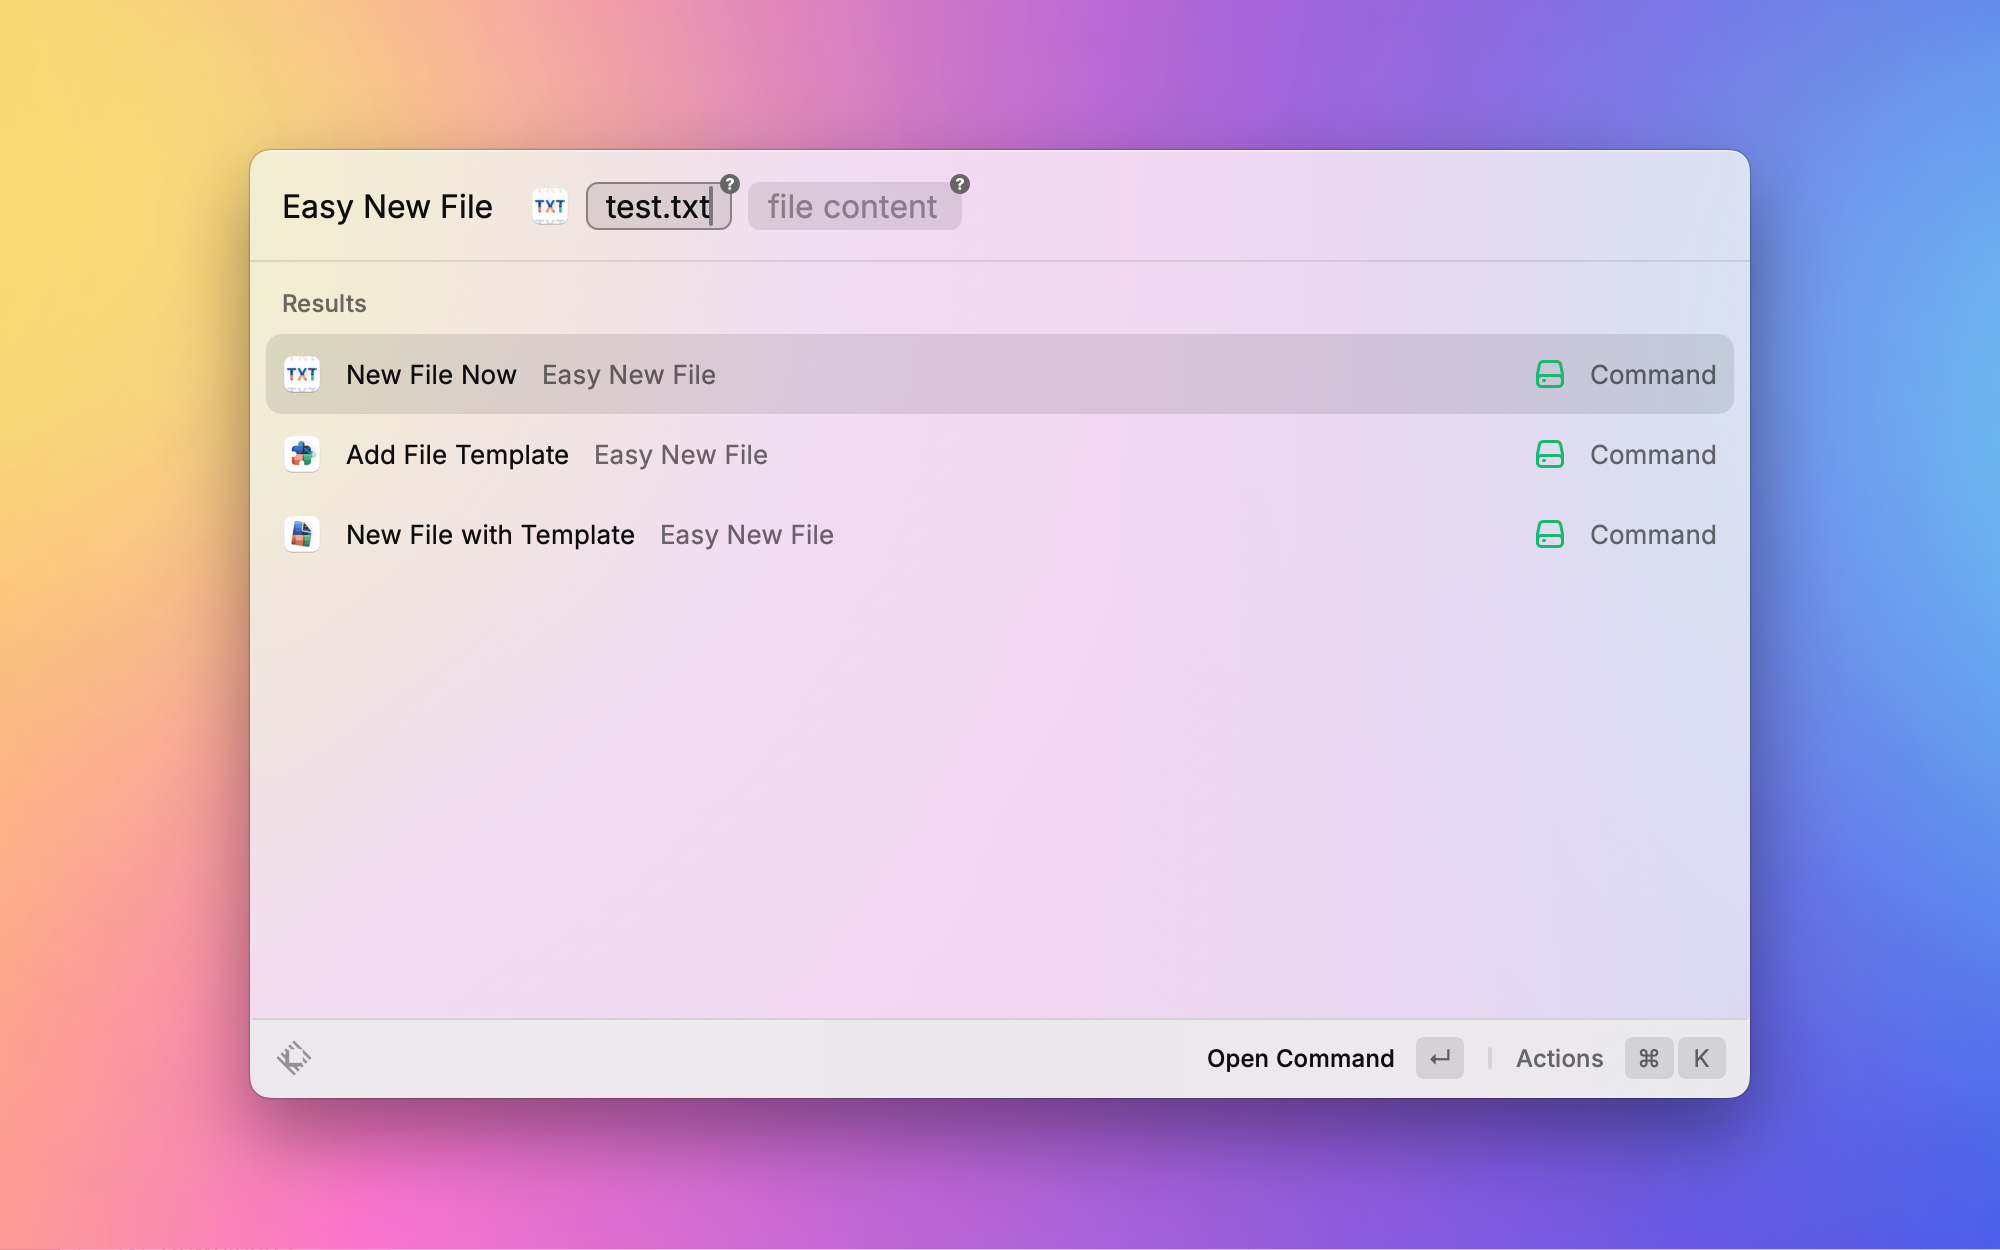 Easy New File TXT test.txt ? file content ?
Results
TXT New File Now Easy New File Command
Add File Template Easy New File Command
New File with Template Easy New File Command
Open Command ↵ Actions ⌘ K